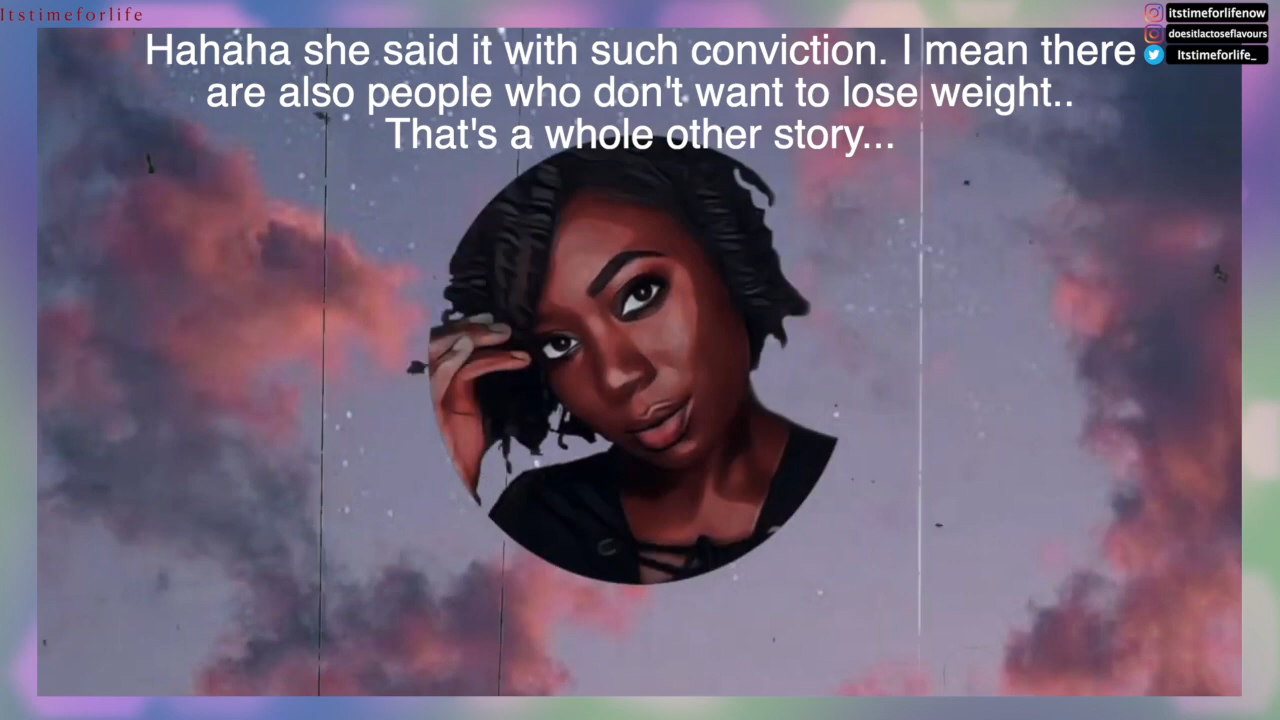 Itstimeforlife
itstimeforlifenow
doesitlactoseflavours
Itstimeforlife_
Hahaha she said it with such conviction. I mean there
are also people who don't want to lose weight..
That's a whole other story...